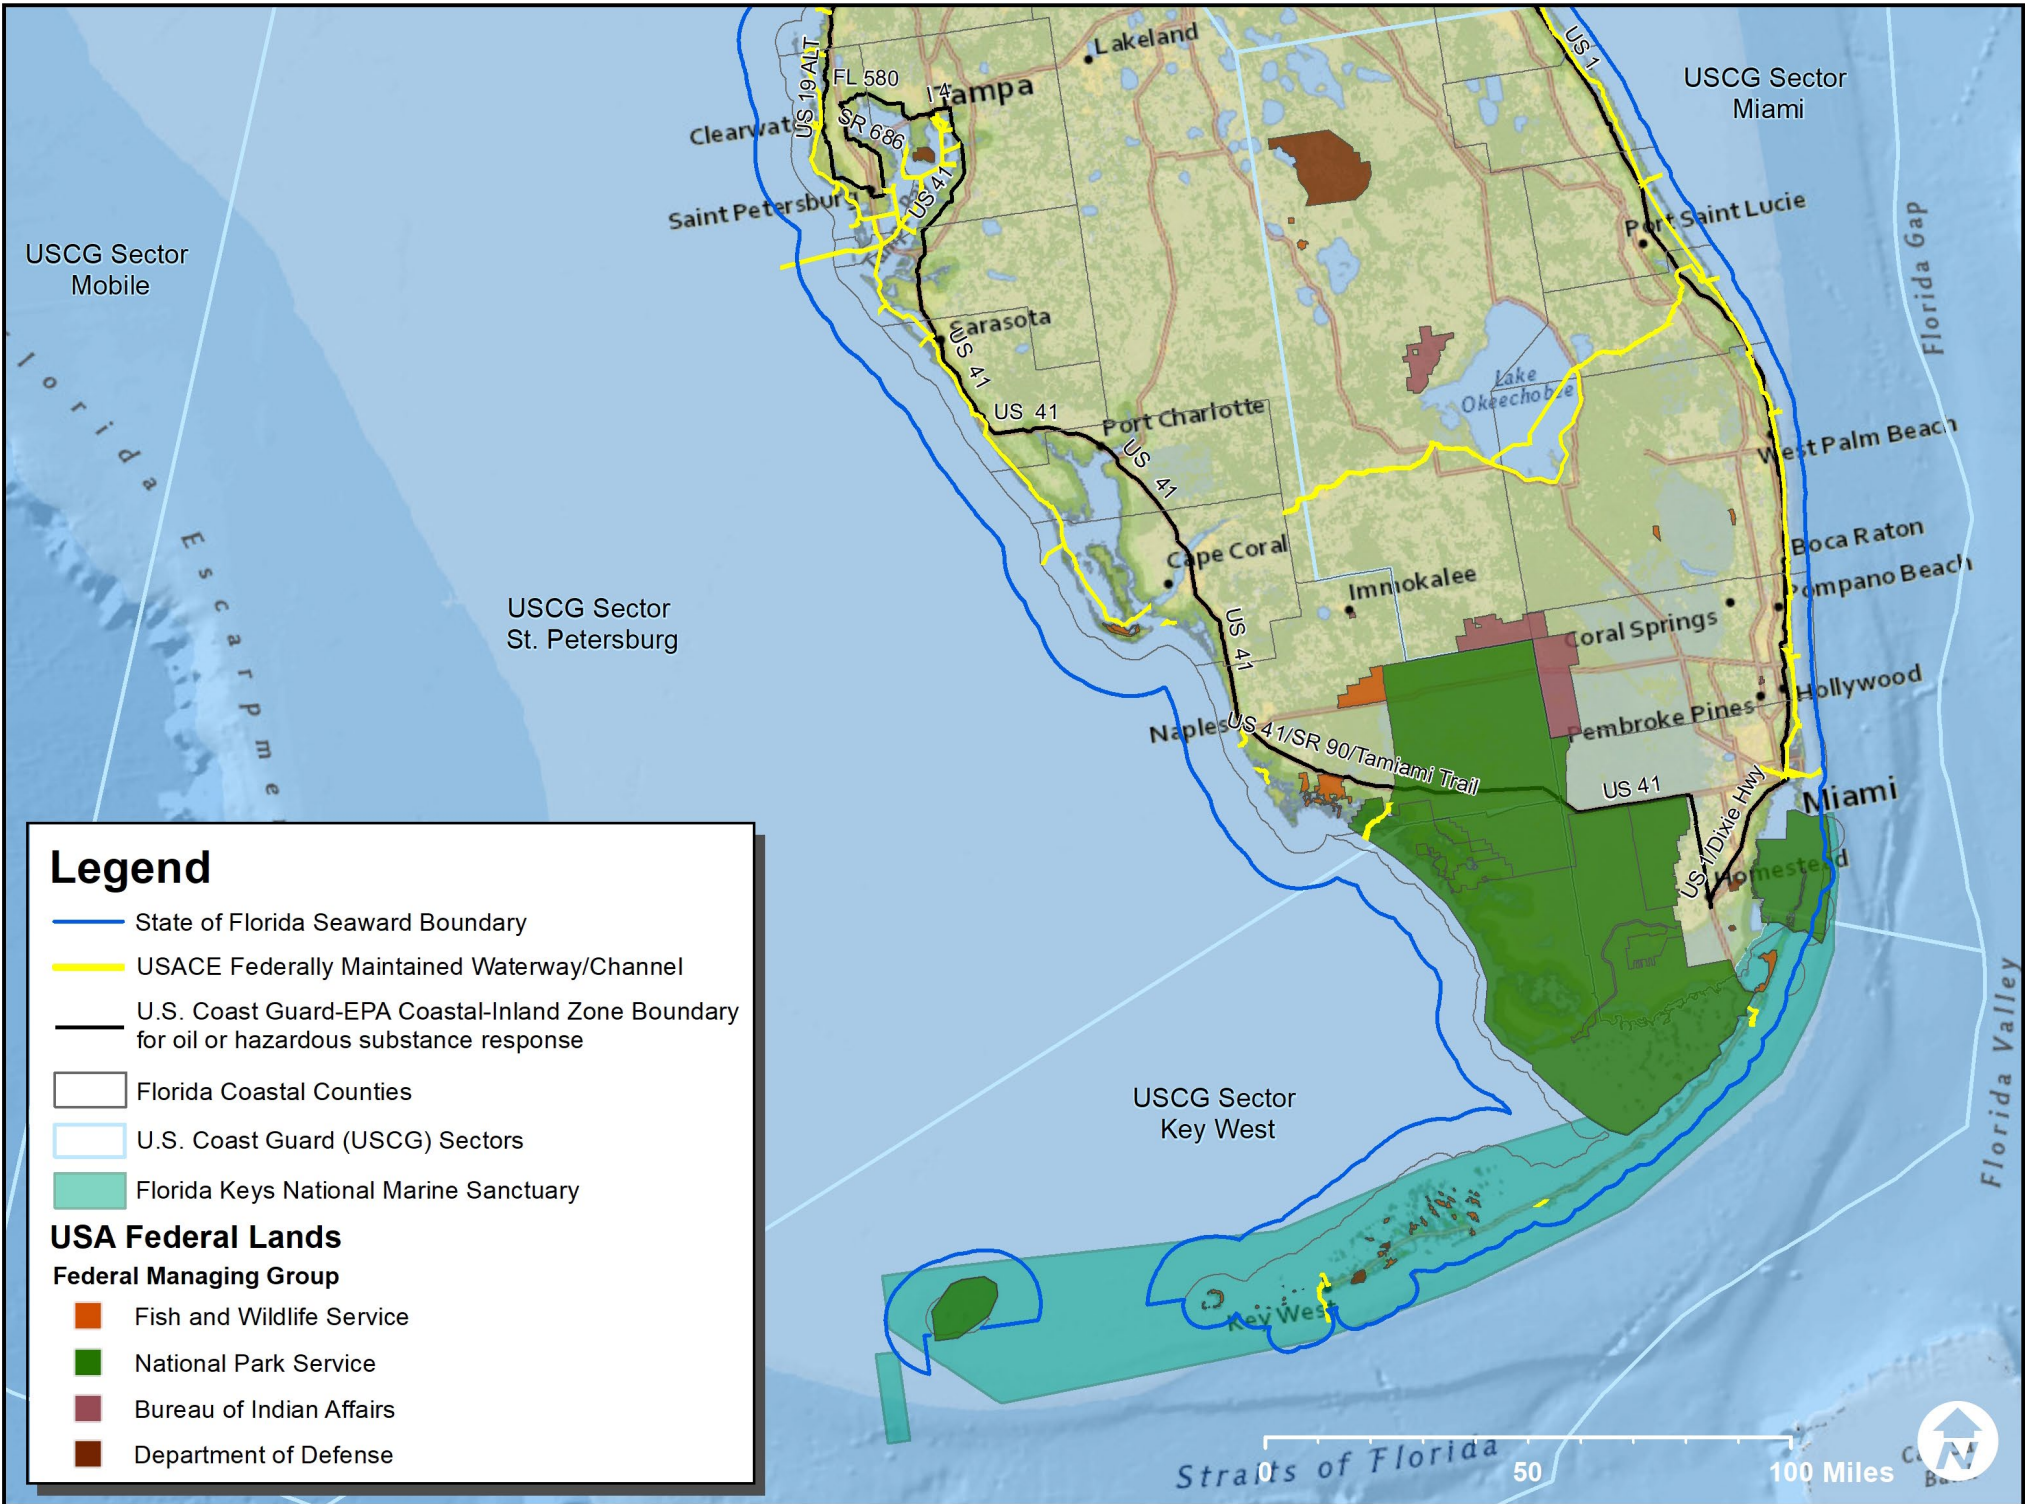 US 19 ALT
FL 580
I 4
Tampa
Lakeland
US 1
USCG Sector
Miami
Clearwat
SR 686
US 41
Saint Petersburg
Port Saint Lucie
Florida Gap
USCG Sector
Mobile
Sarasota
US 41
US 41
Port Charlotte
US 41
Lake
Okeechobee
West Palm Beach
Florida Escarpme
Cape Coral
Immokalee
Boca Raton
Pompano Beach
USCG Sector
St. Petersburg
US 41
Coral Springs
Hollywood
Pembroke Pines
Naples
US 41/SR 90/Tamiami Trail
US 41
US 1/Dixie Hwy
Miami
Homestead
Florida Valley
USCG Sector
Key West
Key West
Straits of Florida
0 50 100 Miles
N
Legend
State of Florida Seaward Boundary
USACE Federally Maintained Waterway/Channel
U.S. Coast Guard-EPA Coastal-Inland Zone Boundary
for oil or hazardous substance response
Florida Coastal Counties
U.S. Coast Guard (USCG) Sectors
Florida Keys National Marine Sanctuary
USA Federal Lands
Federal Managing Group
Fish and Wildlife Service
National Park Service
Bureau of Indian Affairs
Department of Defense